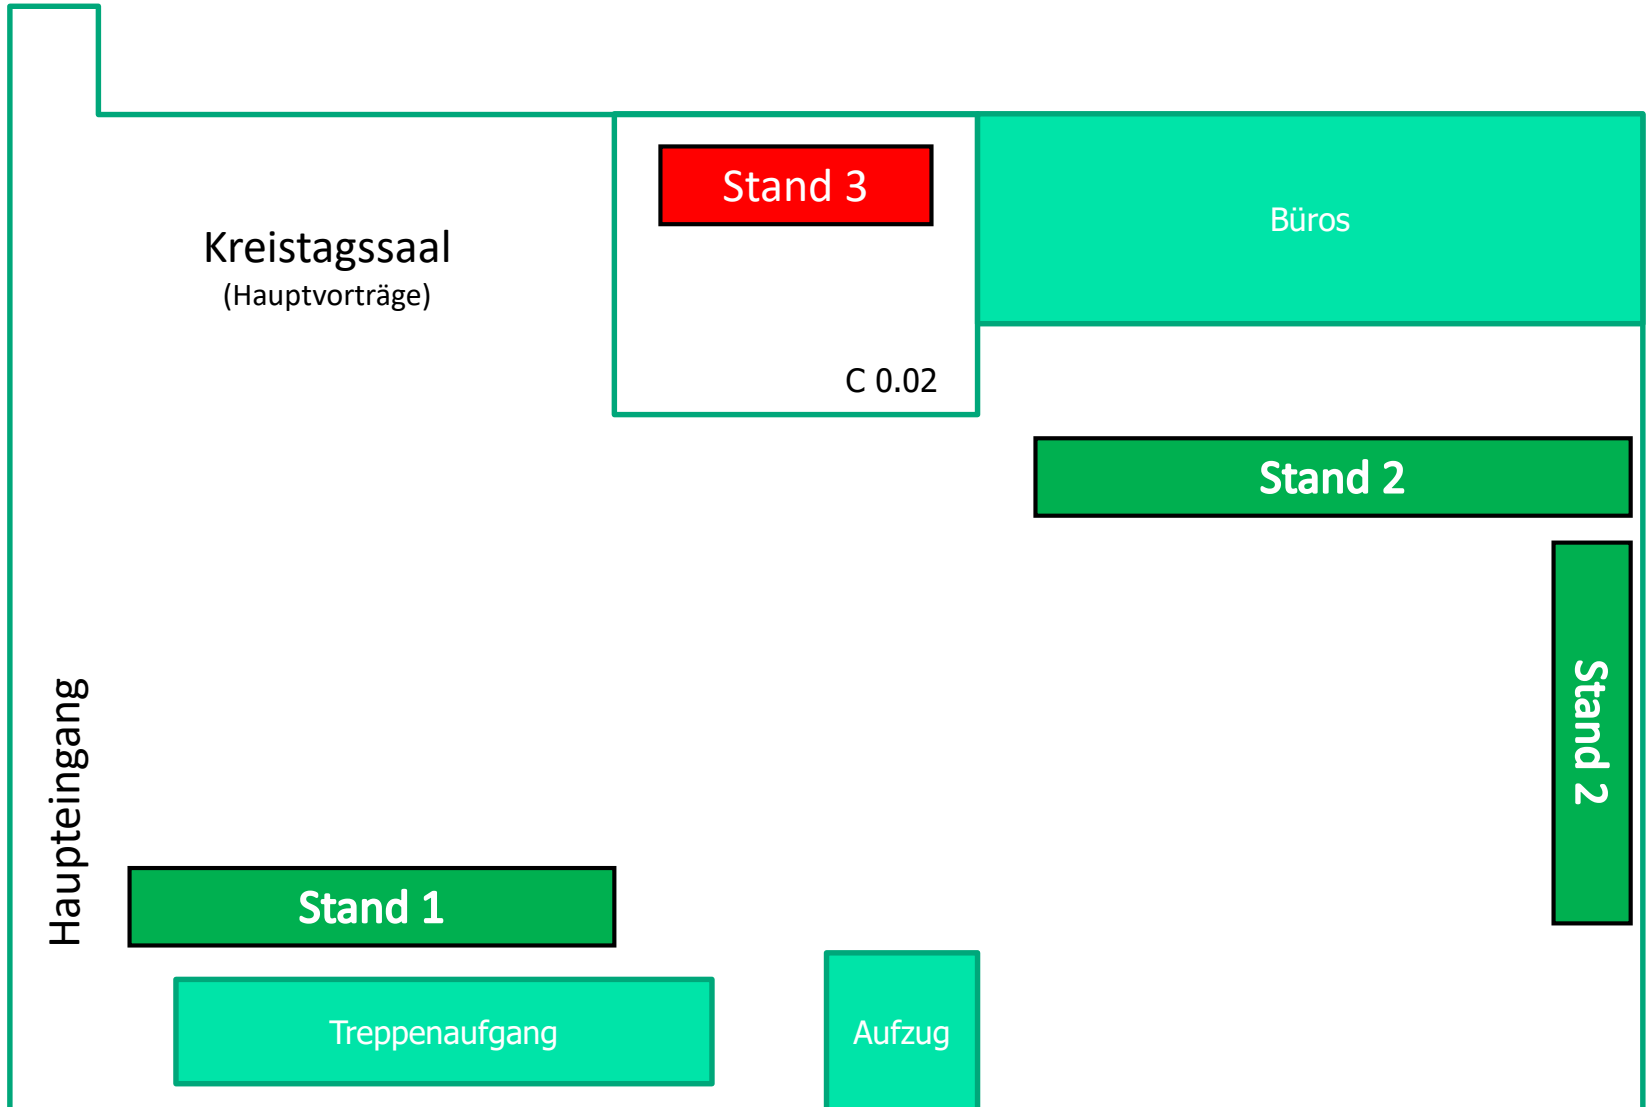 Stand 3
Büros
Kreistagssaal
(Hauptvorträge)
C 0.02
Stand 2
Stand 2
Haupteingang
Stand 1
Treppenaufgang
Aufzug